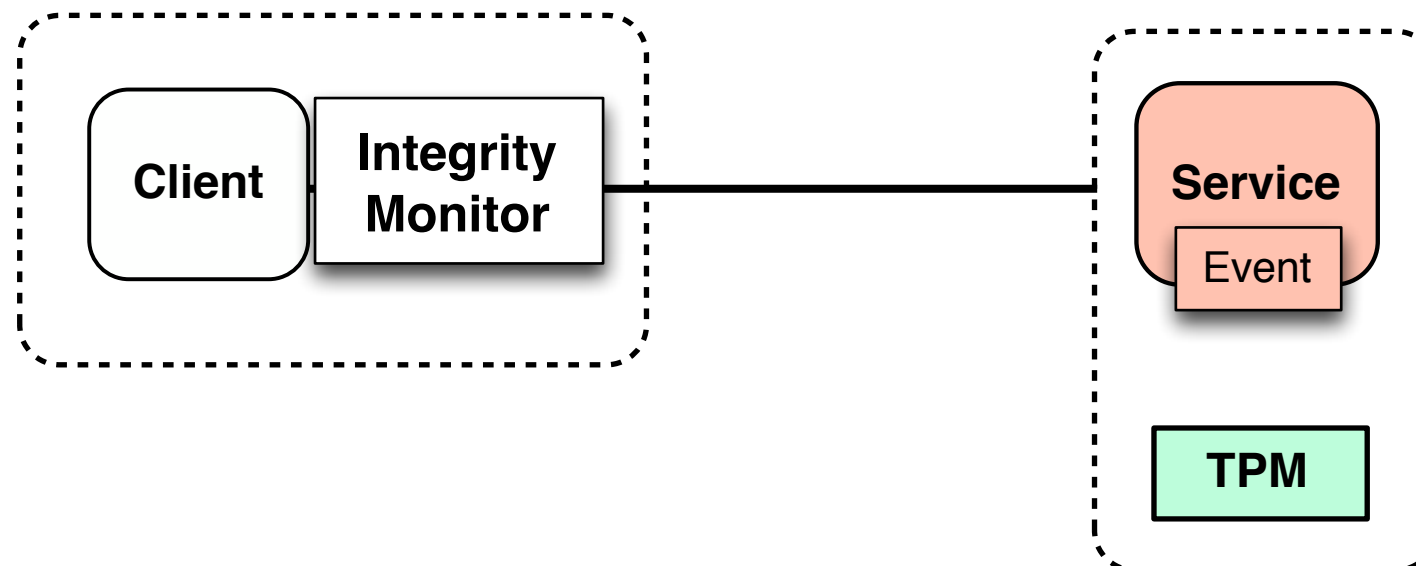 Client
Integrity
Monitor
Service
Event
TPM